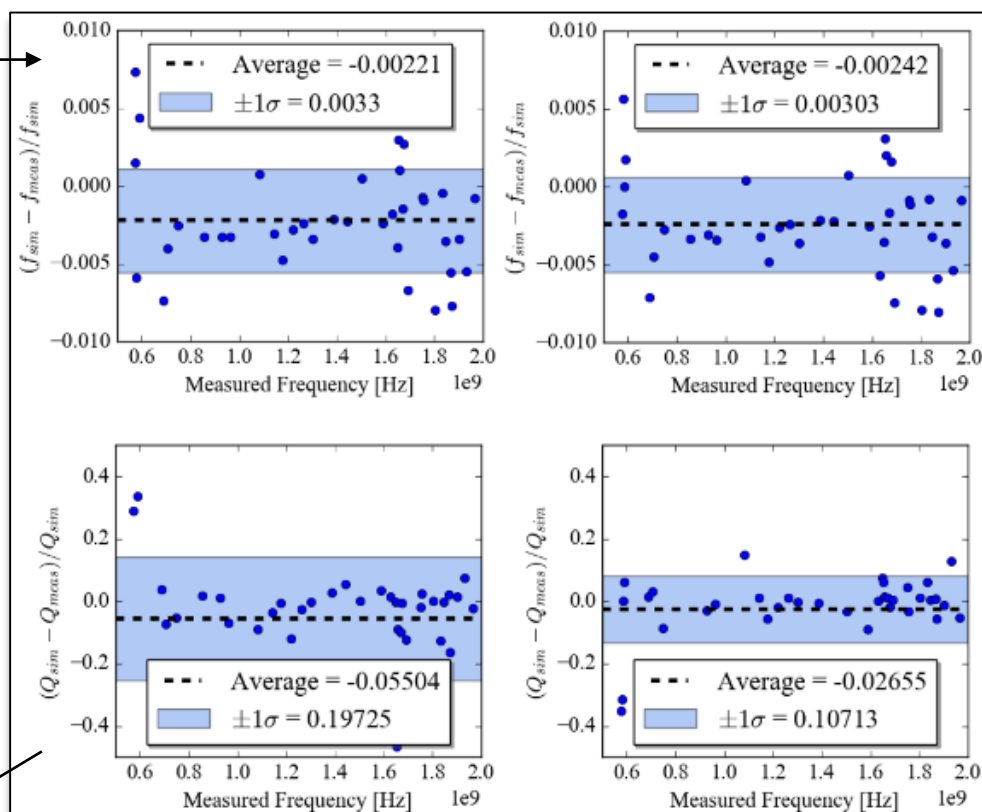 0.010
0.005
0.000
−0.005
−0.010
(f_sim − f_meas)/f_sim
Average = -0.00221
±1σ = 0.0033
0.6 0.8 1.0 1.2 1.4 1.6 1.8 2.0
Measured Frequency [Hz] 1e9
0.010
0.005
0.000
−0.005
−0.010
(f_sim − f_meas)/f_sim
Average = -0.00242
±1σ = 0.00303
0.6 0.8 1.0 1.2 1.4 1.6 1.8 2.0
Measured Frequency [Hz] 1e9
0.4
0.2
0.0
−0.2
−0.4
(Q_sim − Q_meas)/Q_sim
Average = -0.05504
±1σ = 0.19725
0.6 0.8 1.0 1.2 1.4 1.6 1.8 2.0
Measured Frequency [Hz] 1e9
0.4
0.2
0.0
−0.2
−0.4
(Q_sim − Q_meas)/Q_sim
Average = -0.02655
±1σ = 0.10713
0.6 0.8 1.0 1.2 1.4 1.6 1.8 2.0
Measured Frequency [Hz] 1e9